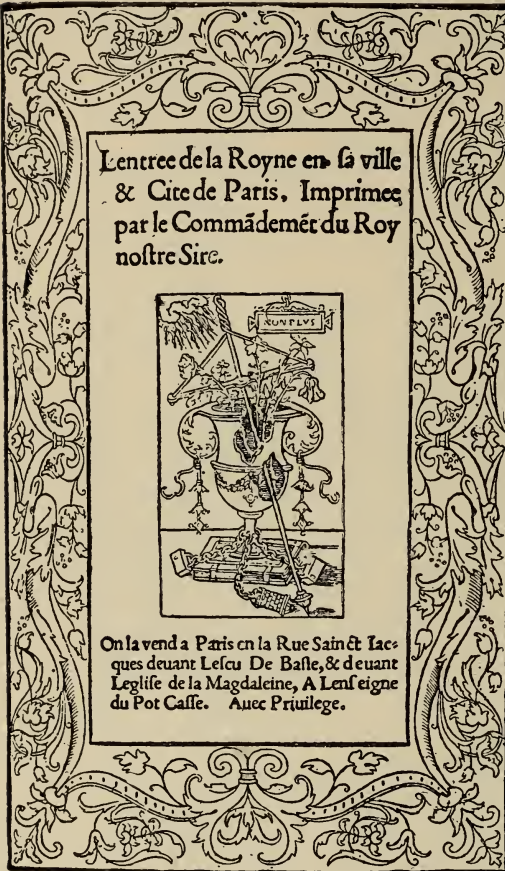 Lentree de la Royne en sa ville
& Cite de Paris, Imprimee
par le Commãdemẽt du Roy
noſtre Sire.
NON PLVS
On la vend a Paris en la Rue Sainct Iac⸗
ques deuant Leſcu De Baſle, & deuant
Legliſe de la Magdaleine, A Lenſeigne
du Pot Caſſe. Auec Priuilege.